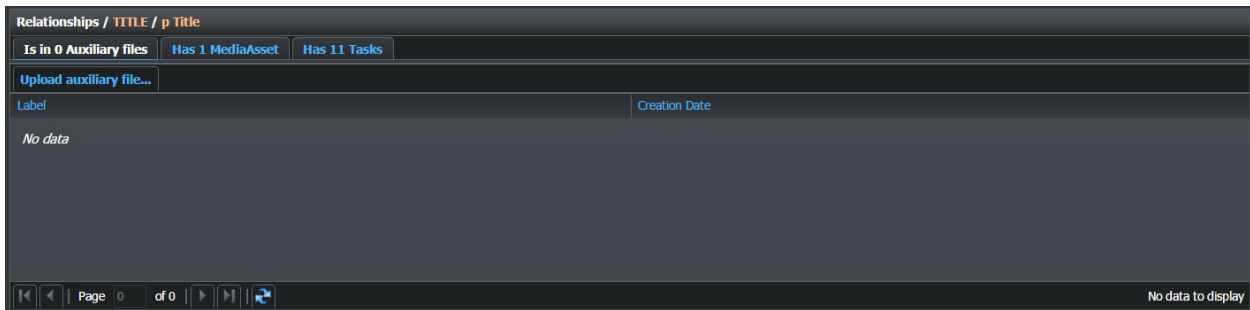 Relationships / TITLE / p Title
Is in 0 Auxiliary files Has 1 MediaAsset Has 11 Tasks
Upload auxiliary file...
Label Creation Date
No data
Page 0 of 0 No data to display